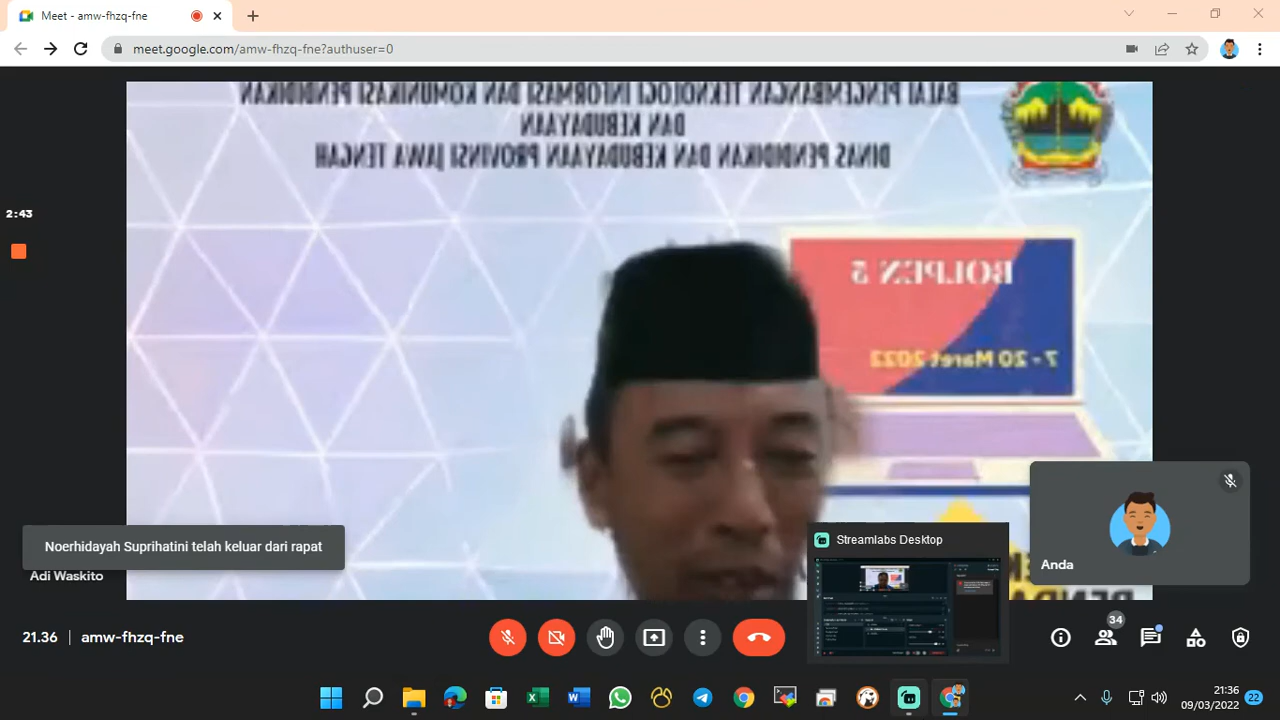 Meet - amw-fhzq-fne
meet.google.com/amw-fhzq-fne?authuser=0
BALAI PENGEMBANGAN TEKNOLOGI INFORMASI DAN KOMUNIKASI PENDIDIKAN
DAN KEBUDAYAAN
DINAS PENDIDIKAN DAN KEBUDAYAAN PROVINSI JAWA TENGAH
2:43
BOLPEN 5
7 - 20 Maret 2022
Noerhidayah Suprihatini telah keluar dari rapat
Adi Waskito
Streamlabs Desktop
Anda
21.36 | amw-fhzq-fne
34
21:36
09/03/2022
22